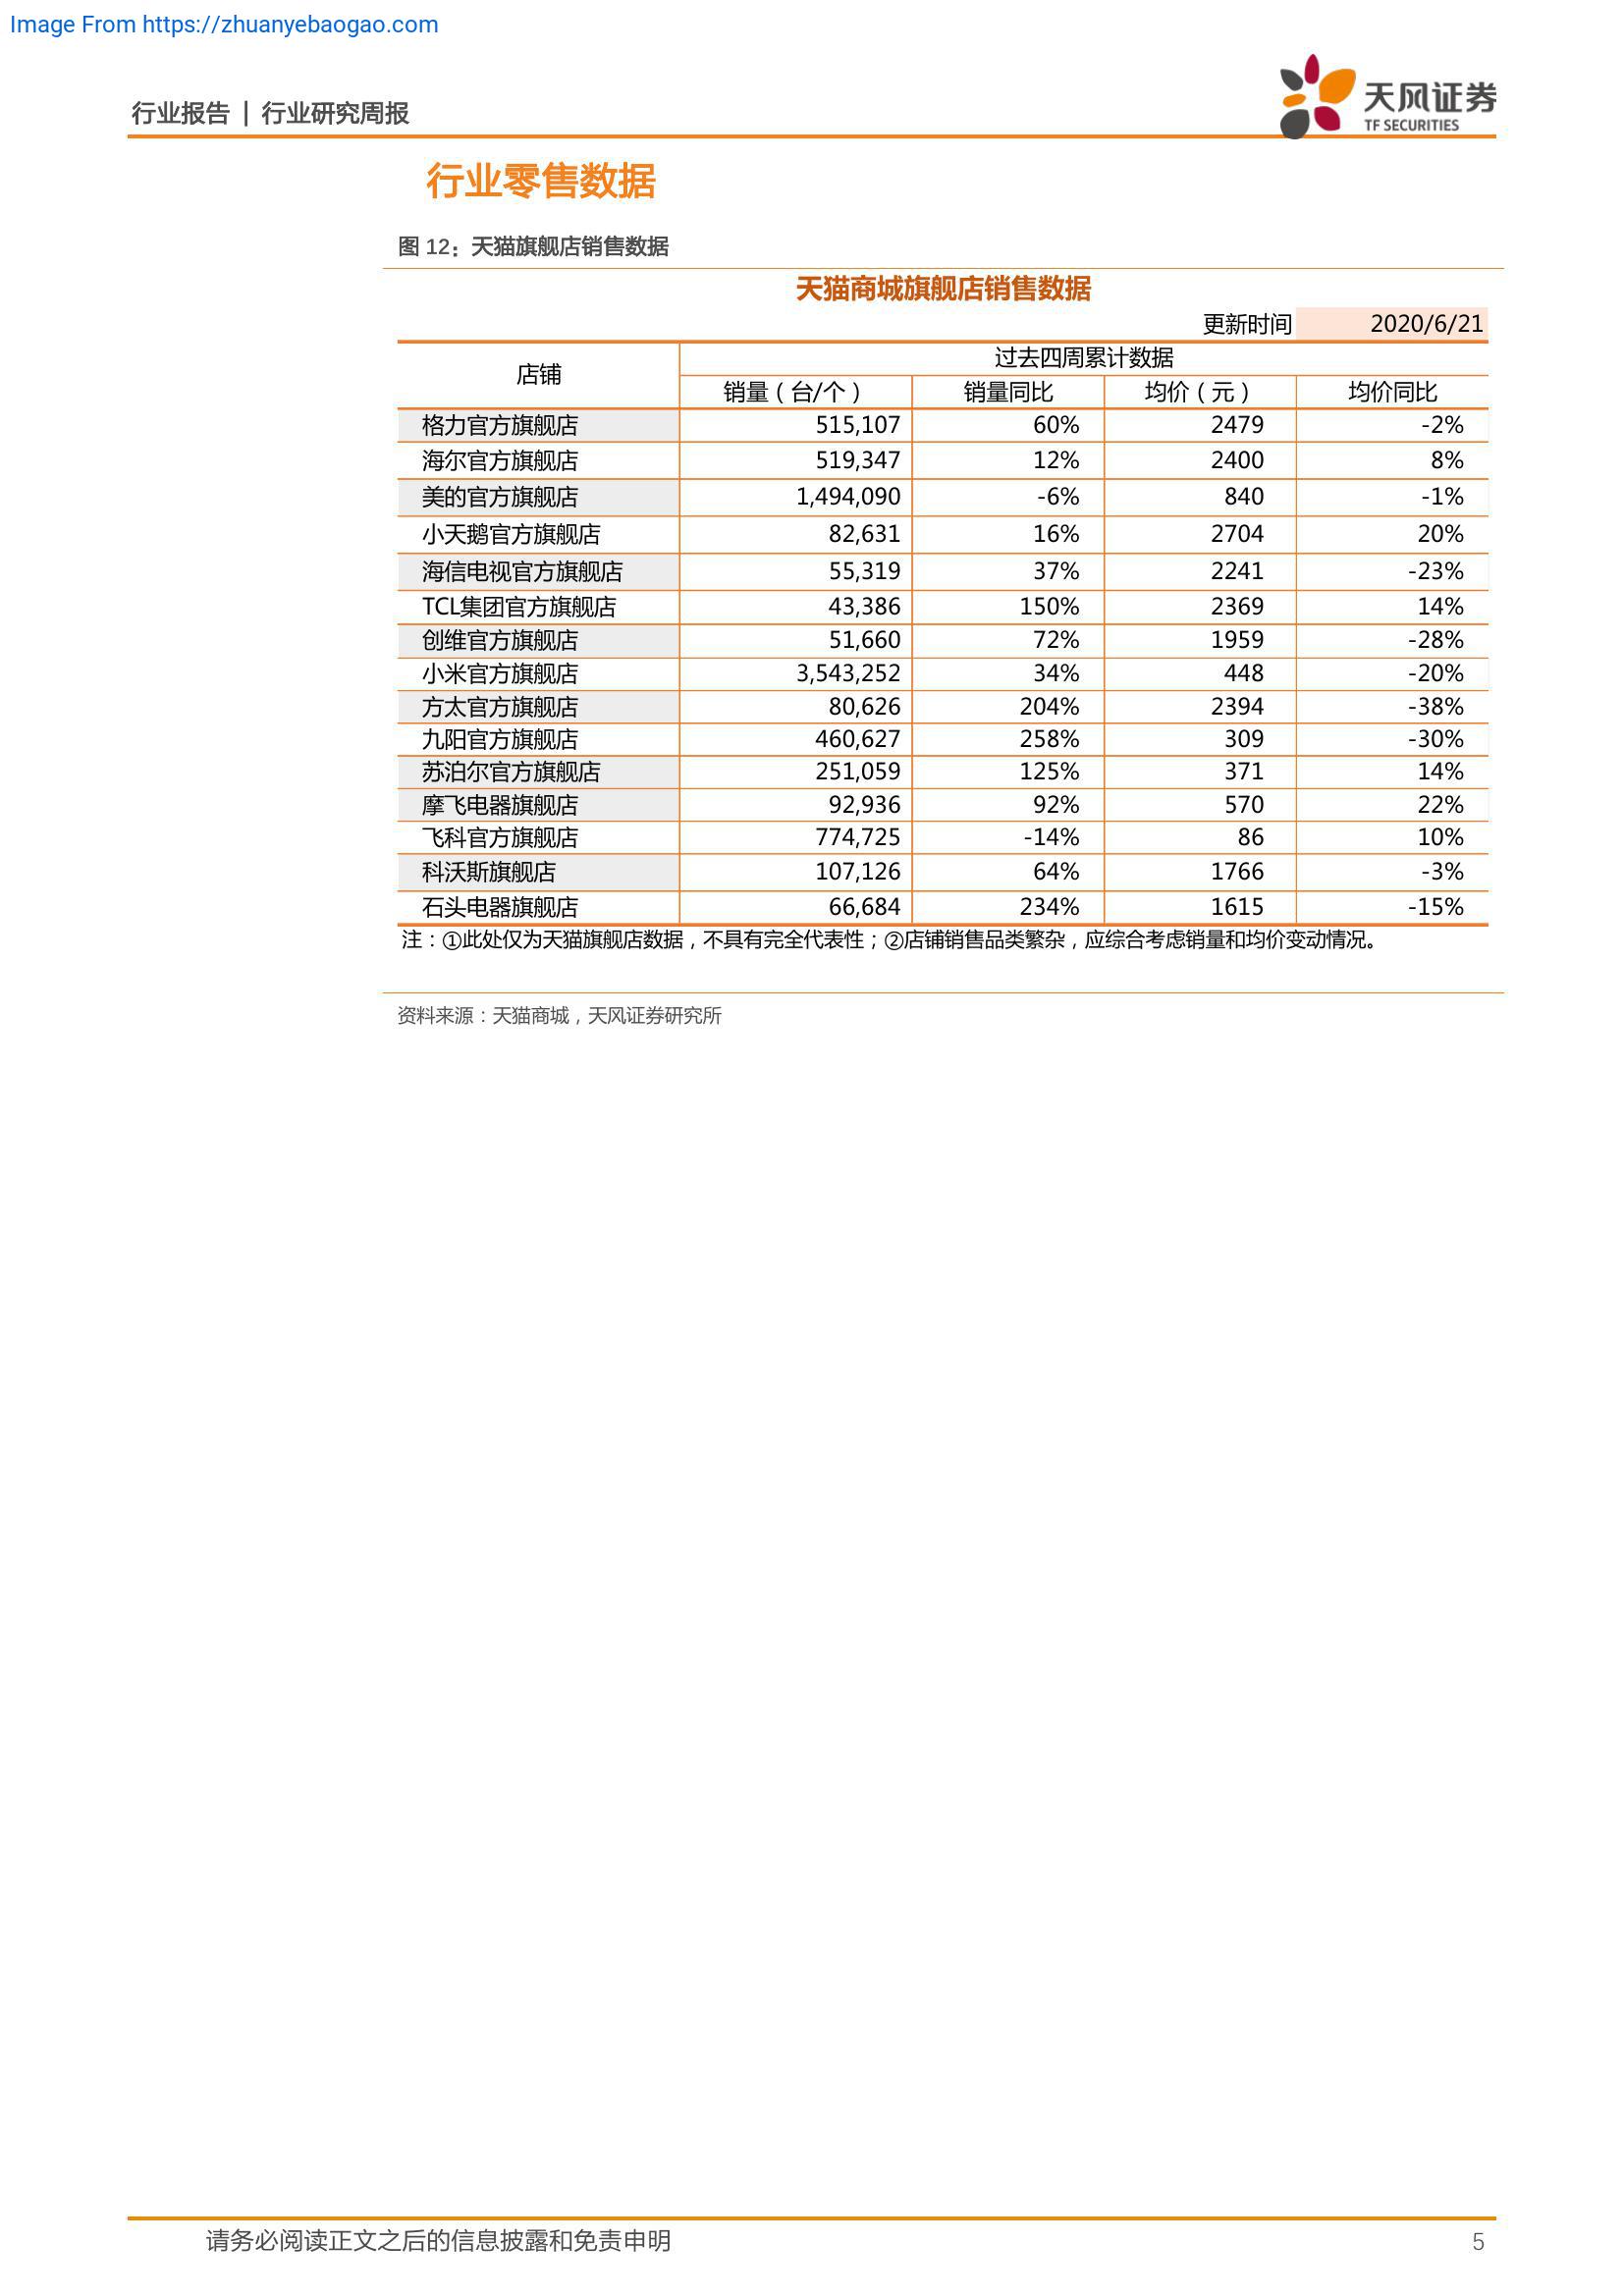 Image From https://zhuanyebaogao.com
行业报告 | 行业研究周报
天风证券
TF SECURITIES
行业零售数据
图 12：天猫旗舰店销售数据
天猫商城旗舰店销售数据
更新时间 2020/6/21
店铺 过去四周累计数据
销量（台/个） 销量同比 均价（元） 均价同比
格力官方旗舰店 515,107 60% 2479 -2%
海尔官方旗舰店 519,347 12% 2400 8%
美的官方旗舰店 1,494,090 -6% 840 -1%
小天鹅官方旗舰店 82,631 16% 2704 20%
海信电视官方旗舰店 55,319 37% 2241 -23%
TCL集团官方旗舰店 43,386 150% 2369 14%
创维官方旗舰店 51,660 72% 1959 -28%
小米官方旗舰店 3,543,252 34% 448 -20%
方太官方旗舰店 80,626 204% 2394 -38%
九阳官方旗舰店 460,627 258% 309 -30%
苏泊尔官方旗舰店 251,059 125% 371 14%
摩飞电器旗舰店 92,936 92% 570 22%
飞科官方旗舰店 774,725 -14% 86 10%
科沃斯旗舰店 107,126 64% 1766 -3%
石头电器旗舰店 66,684 234% 1615 -15%
注：①此处仅为天猫旗舰店数据，不具有完全代表性；②店铺销售品类繁杂，应综合考虑销量和均价变动情况。
资料来源：天猫商城，天风证券研究所
请务必阅读正文之后的信息披露和免责申明 5